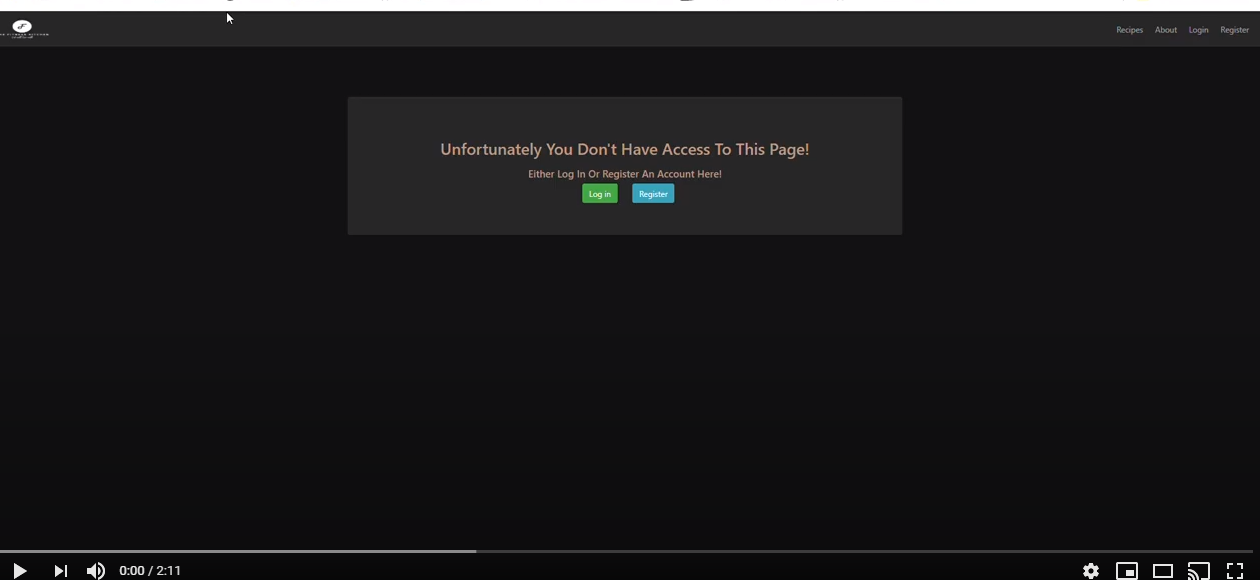 Recipes About Login Register
Unfortunately You Don't Have Access To This Page!
Either Log In Or Register An Account Here!
Log in Register
0:00 / 2:11